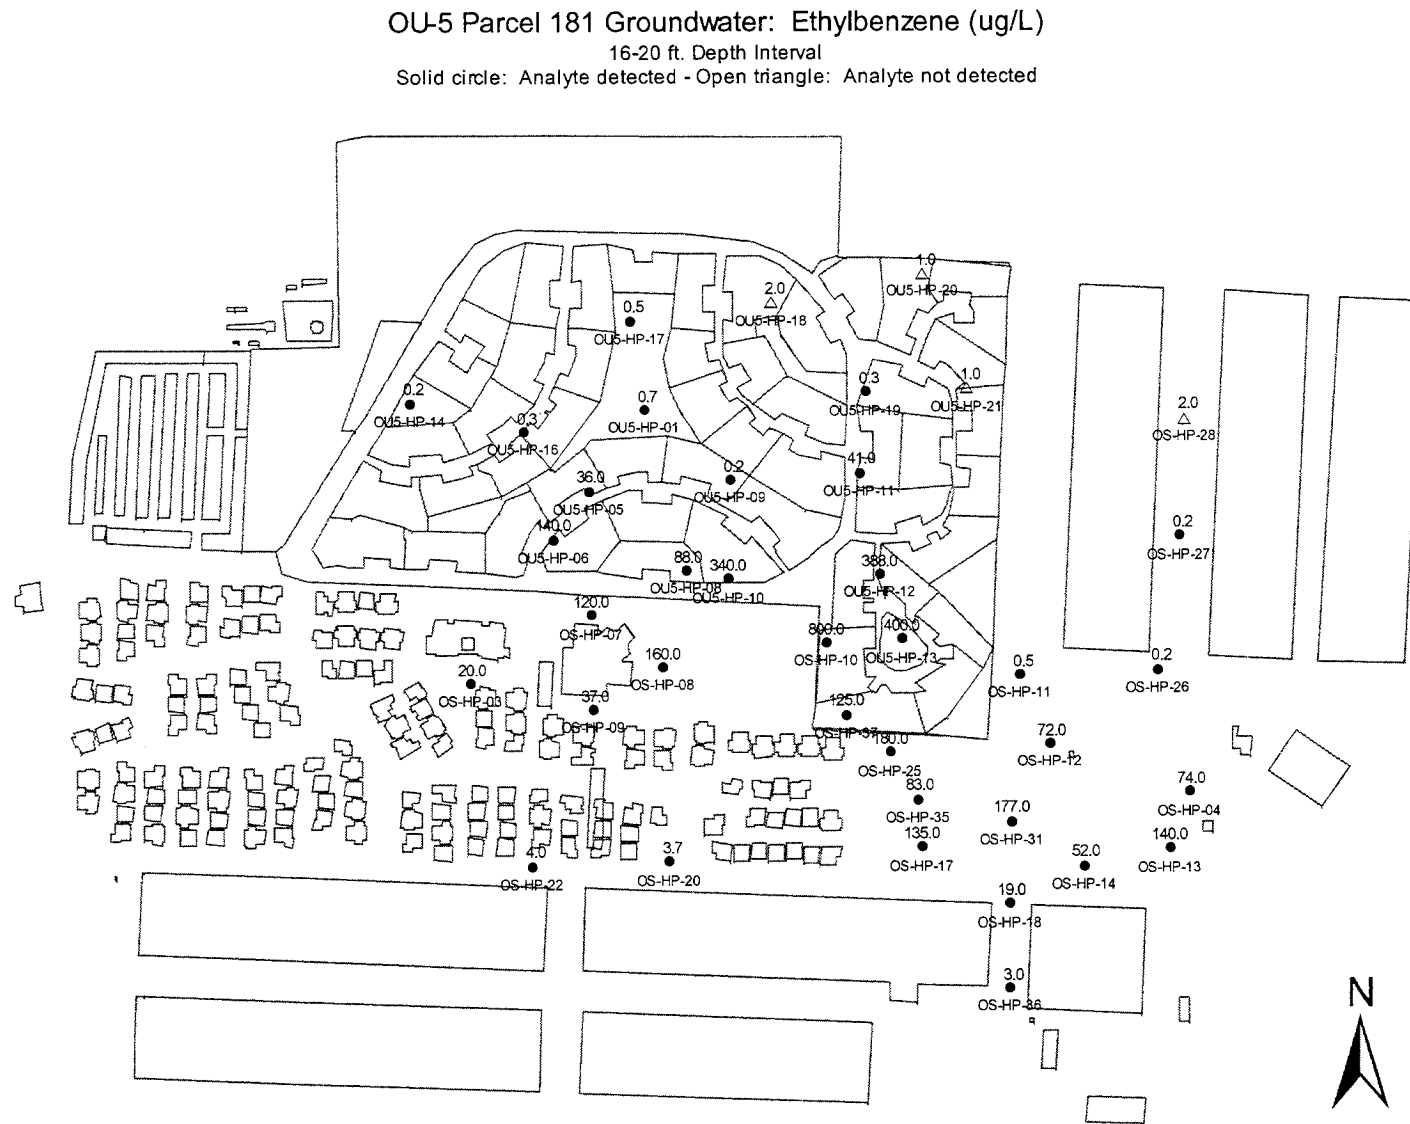 OU-5 Parcel 181 Groundwater: Ethylbenzene (ug/L)
16-20 ft. Depth Interval
Solid circle: Analyte detected - Open triangle: Analyte not detected
1.0
OU5-HP-20
2.0
OU5-HP-18
0.5
OU5-HP-17
0.2
OU5-HP-14
0.7
OU5-HP-01
0.3
OU5-HP-16
0.3
OU5-HP-19
1.0
OU5-HP-21
2.0
OS-HP-28
36.0
OU5-HP-05
0.2
OU5-HP-09
41.0
OU5-HP-11
140.0
OU5-HP-06
0.2
OS-HP-27
88.0
OU5-HP-08
340.0
OU5-HP-10
388.0
OU5-HP-12
120.0
OS-HP-07
800.0
OS-HP-10
400.0
OU5-HP-13
160.0
OS-HP-08
20.0
OS-HP-03
0.5
OS-HP-11
0.2
OS-HP-26
37.0
OS-HP-09
125.0
OS-HP-37
180.0
OS-HP-25
72.0
OS-HP-12
83.0
OS-HP-35
74.0
OS-HP-04
177.0
OS-HP-31
135.0
OS-HP-17
140.0
OS-HP-13
4.0
OS-HP-22
3.7
OS-HP-20
52.0
OS-HP-14
19.0
OS-HP-18
3.0
OS-HP-36
N